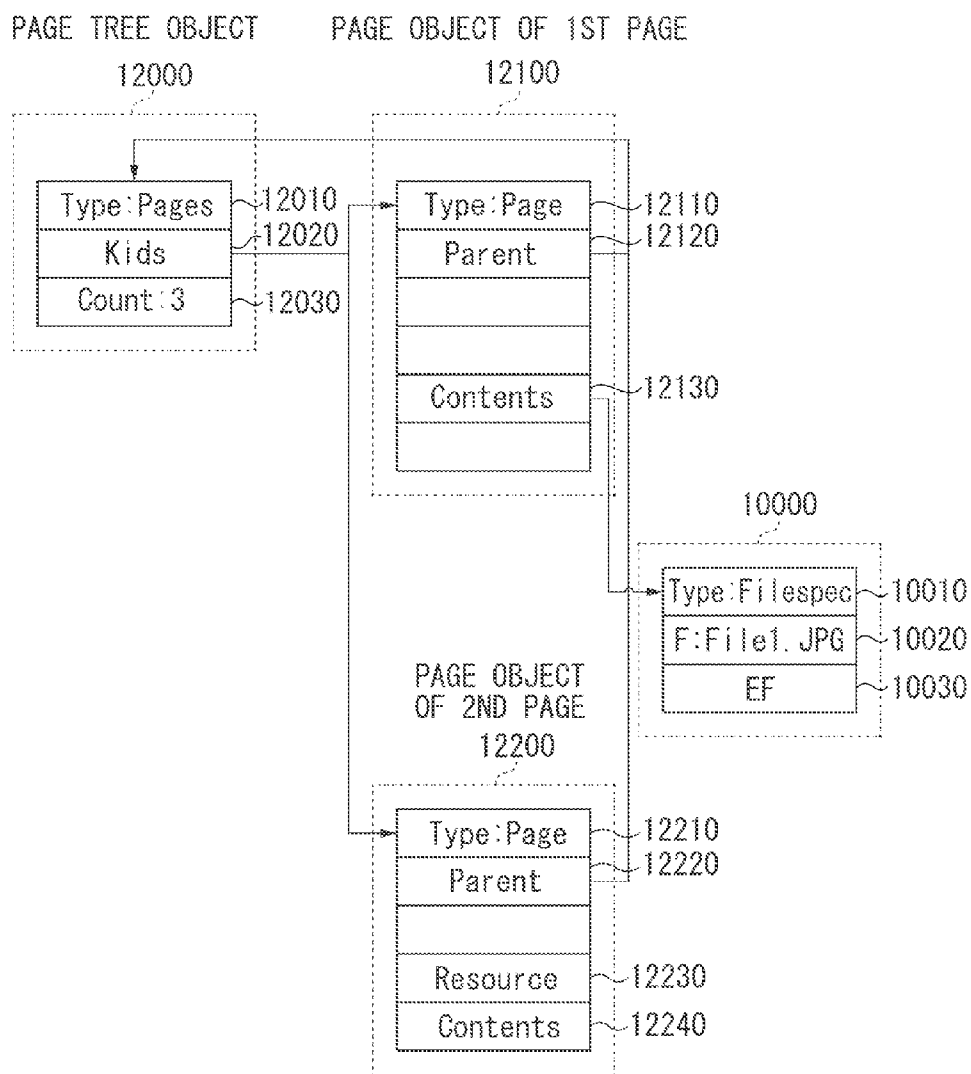 PAGE TREE OBJECT
12000
Type:Pages
12010
Kids
12020
Count:3
12030
PAGE OBJECT OF 1ST PAGE
12100
Type:Page
12110
Parent
12120
Contents
12130
10000
Type:Filespec
10010
F:File1.JPG
10020
EF
10030
PAGE OBJECT
OF 2ND PAGE
12200
Type:Page
12210
Parent
12220
Resource
12230
Contents
12240